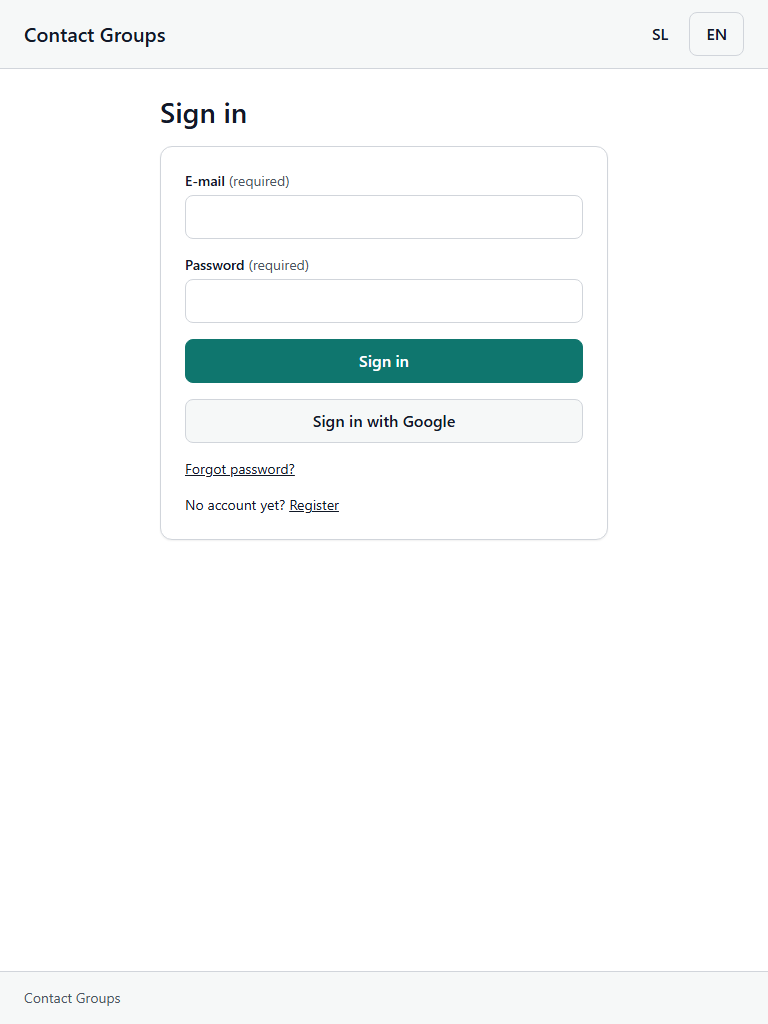 Contact Groups
SL
EN
Sign in
E-mail (required)
Password (required)
Sign in
Sign in with Google
Forgot password?
No account yet? Register
Contact Groups